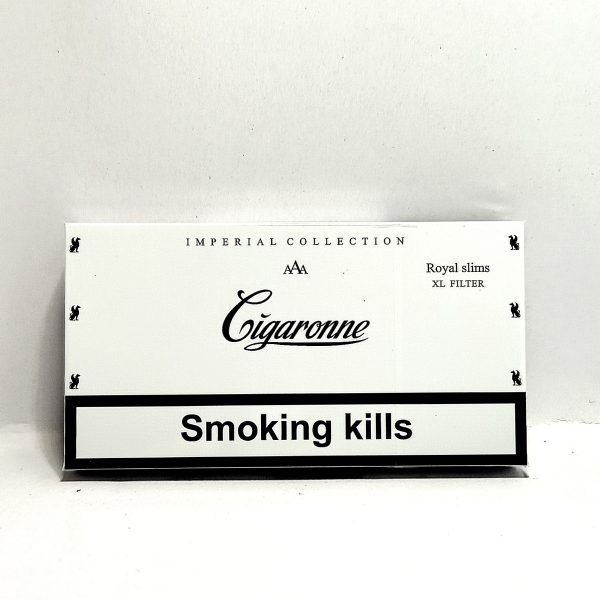 IMPERIAL COLLECTION
AAA
Royal slims
XL FILTER
Cigaronne
Smoking kills